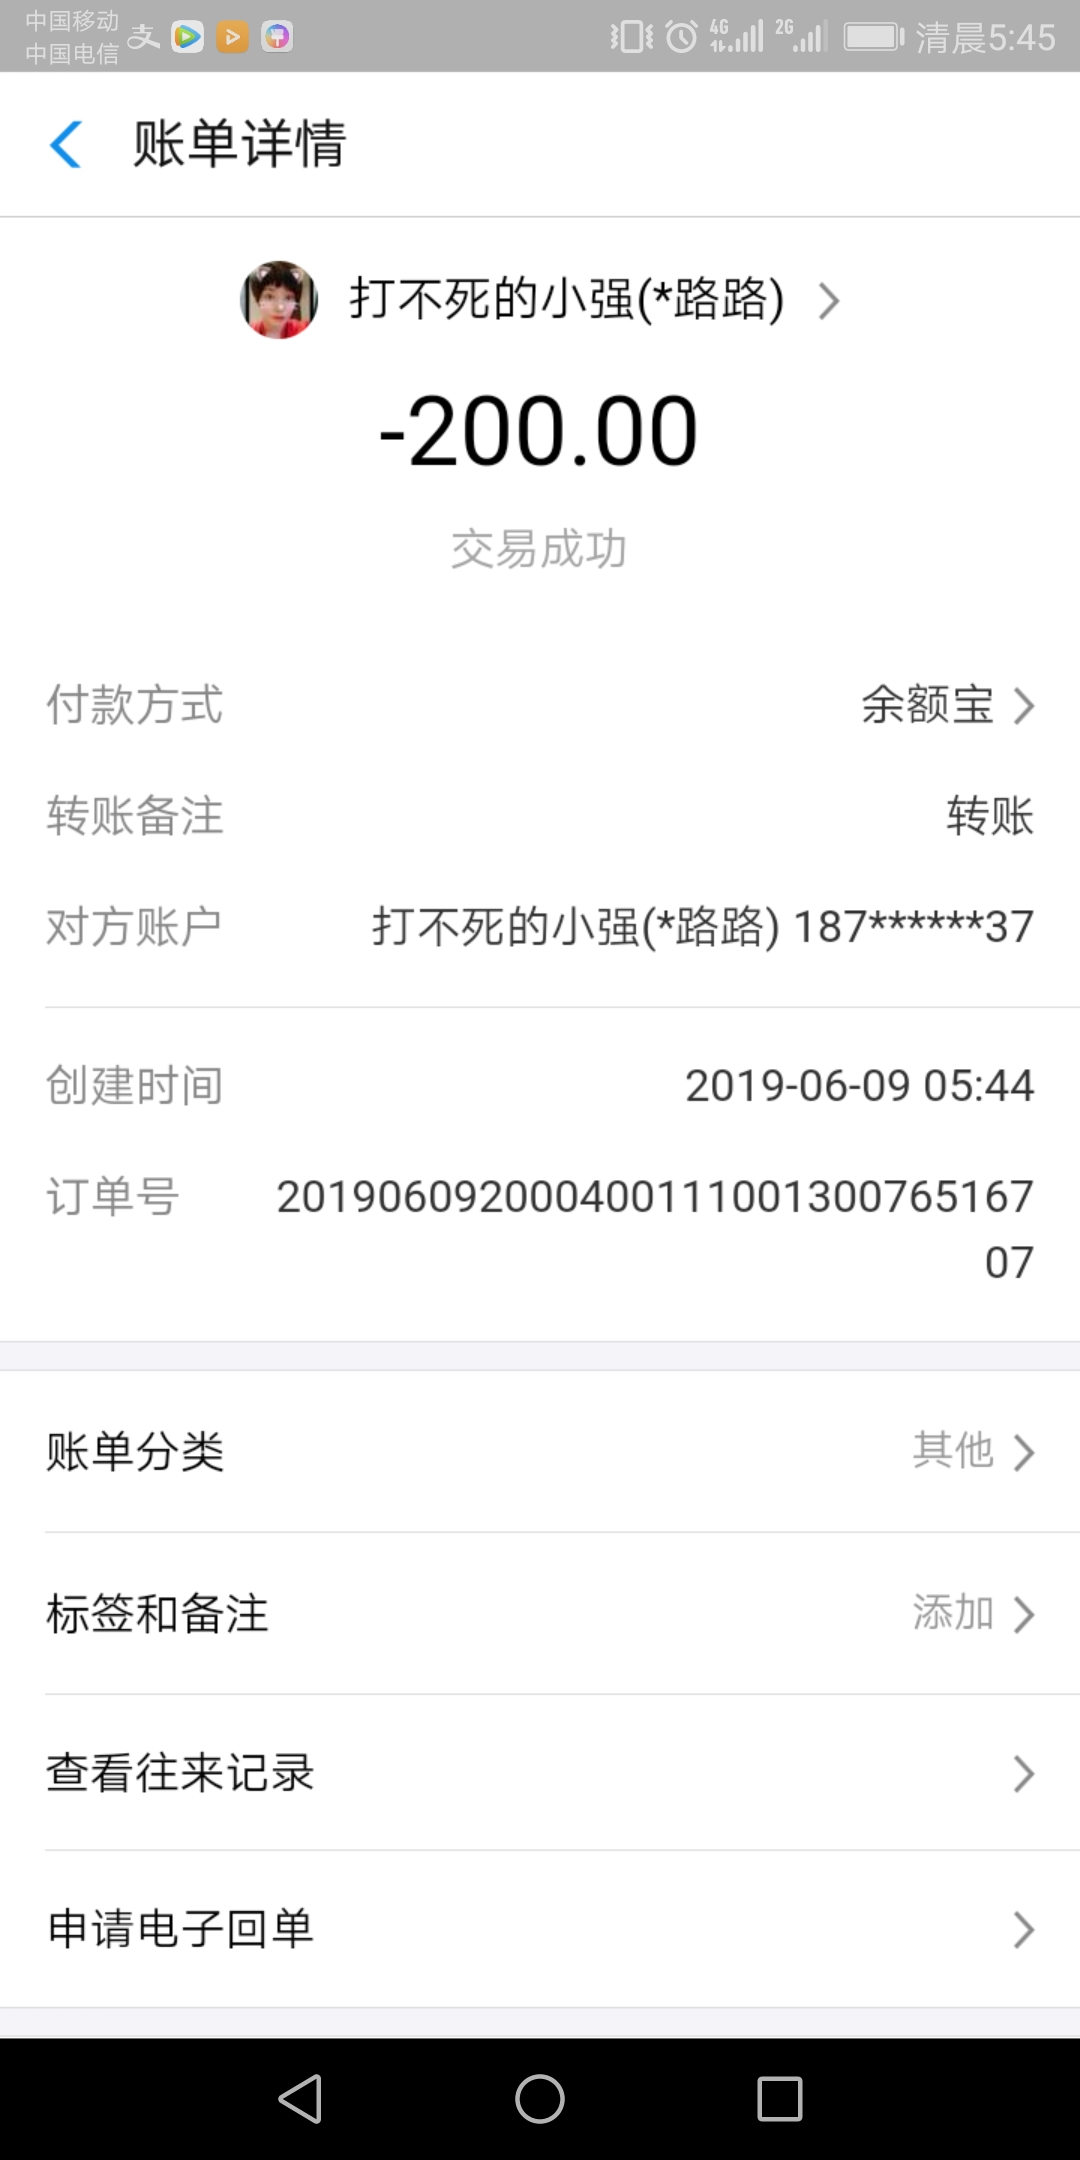 中国移动
中国电信
4G
2G
清晨5:45
账单详情
打不死的小强(*路路)
-200.00
交易成功
付款方式 余额宝
转账备注 转账
对方账户 打不死的小强(*路路) 187******37
创建时间 2019-06-09 05:44
订单号 201906092000400111001300765167
07
账单分类 其他
标签和备注 添加
查看往来记录
申请电子回单